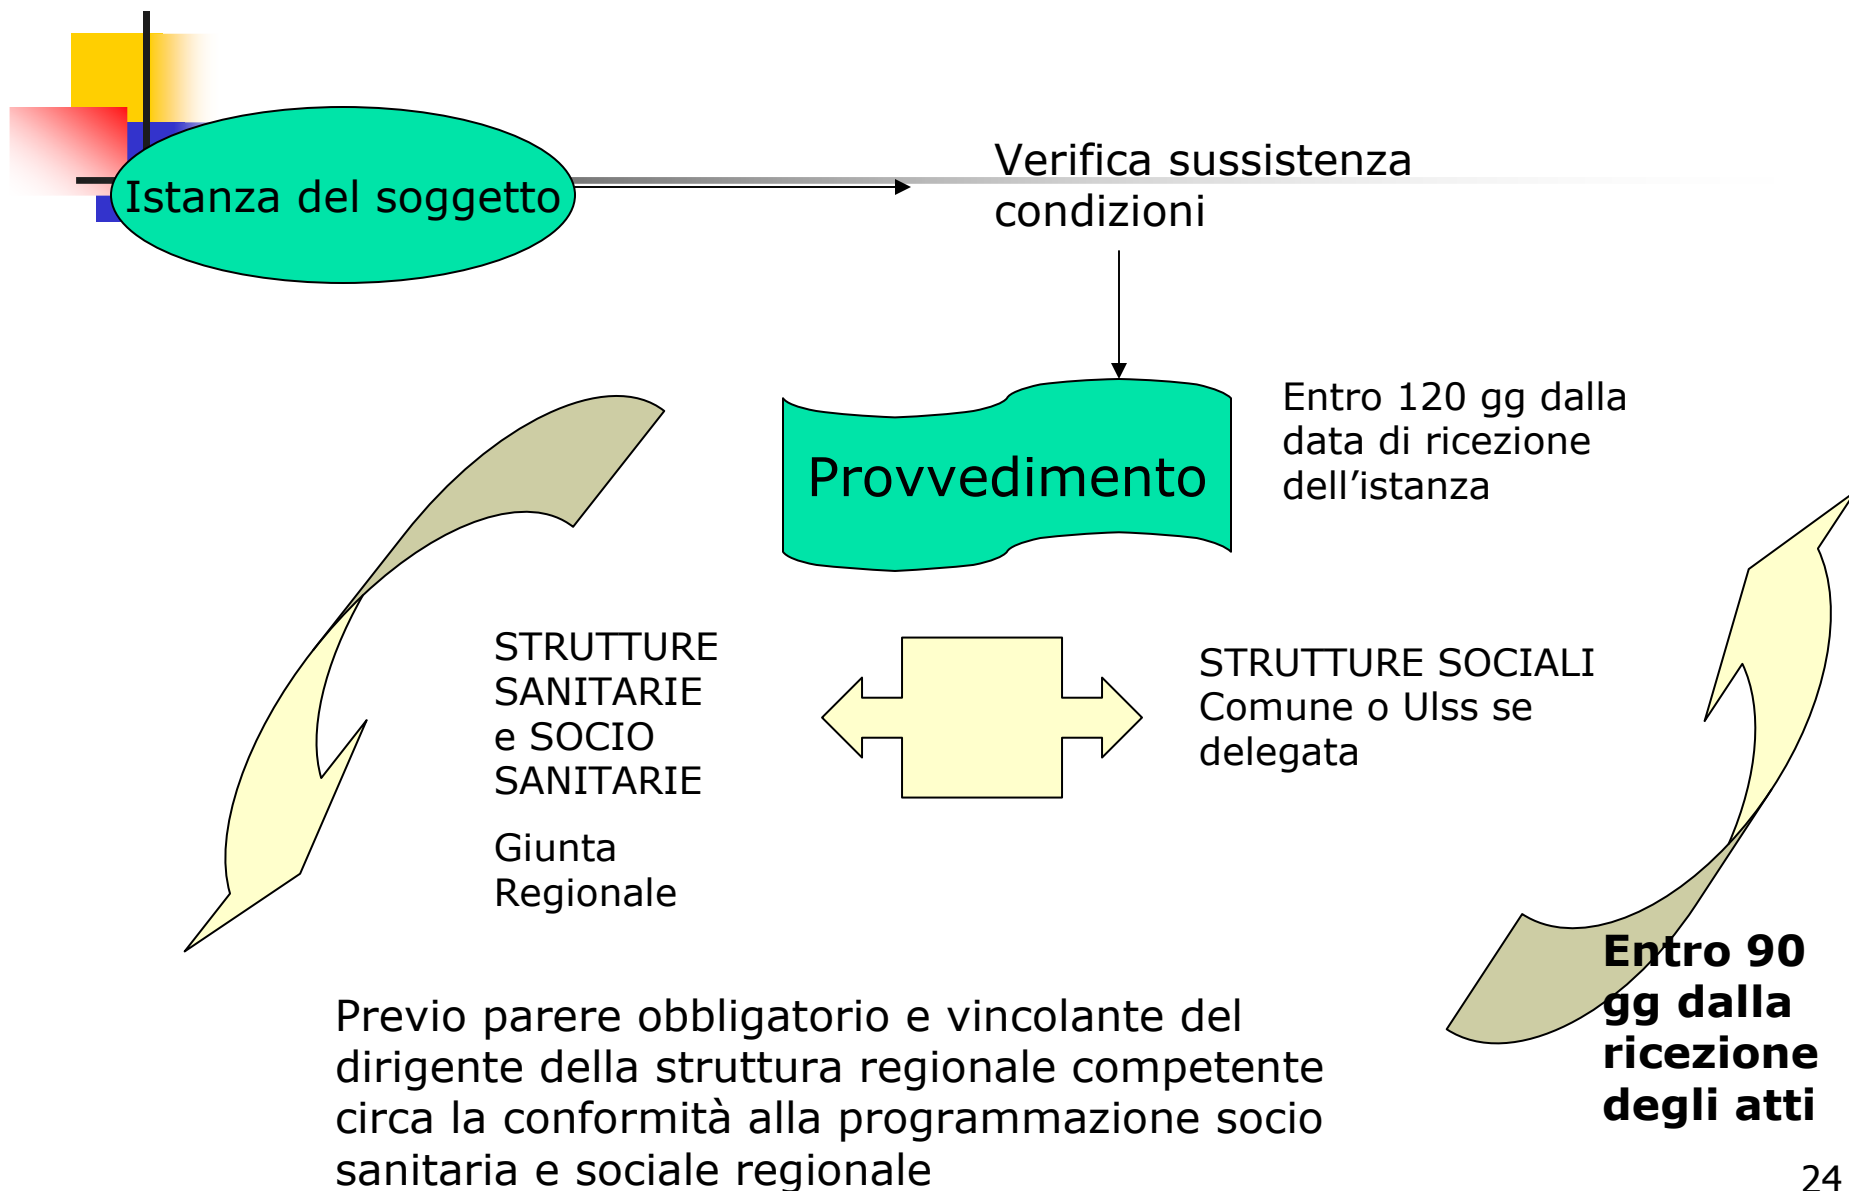 Istanza del soggetto
Verifica sussistenza
condizioni
Provvedimento
Entro 120 gg dalla
data di ricezione
dell’istanza
STRUTTURE
SANITARIE
e SOCIO
SANITARIE
Giunta
Regionale
STRUTTURE SOCIALI
Comune o Ulss se
delegata
Previo parere obbligatorio e vincolante del
dirigente della struttura regionale competente
circa la conformità alla programmazione socio
sanitaria e sociale regionale
Entro 90
gg dalla
ricezione
degli atti
24